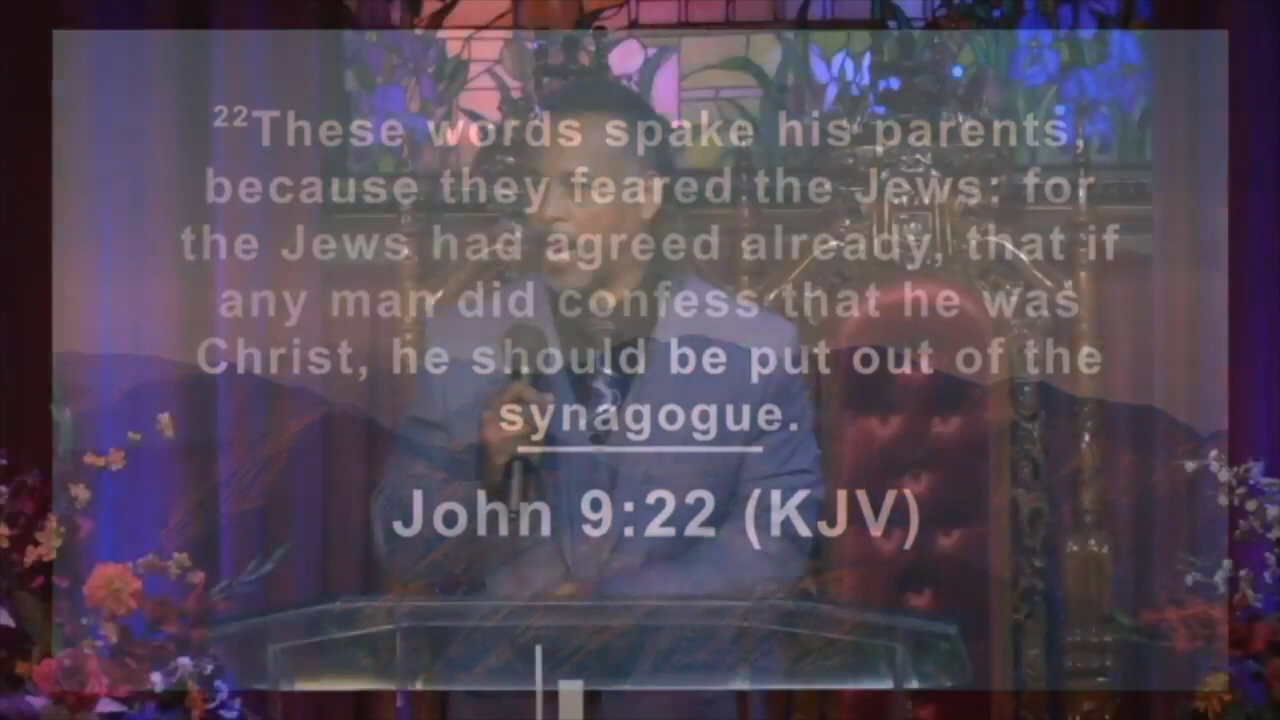 ²²These words spake his parents,
because they feared the Jews: for
the Jews had agreed already, that if
any man did confess that he was
Christ, he should be put out of the
synagogue.
John 9:22 (KJV)